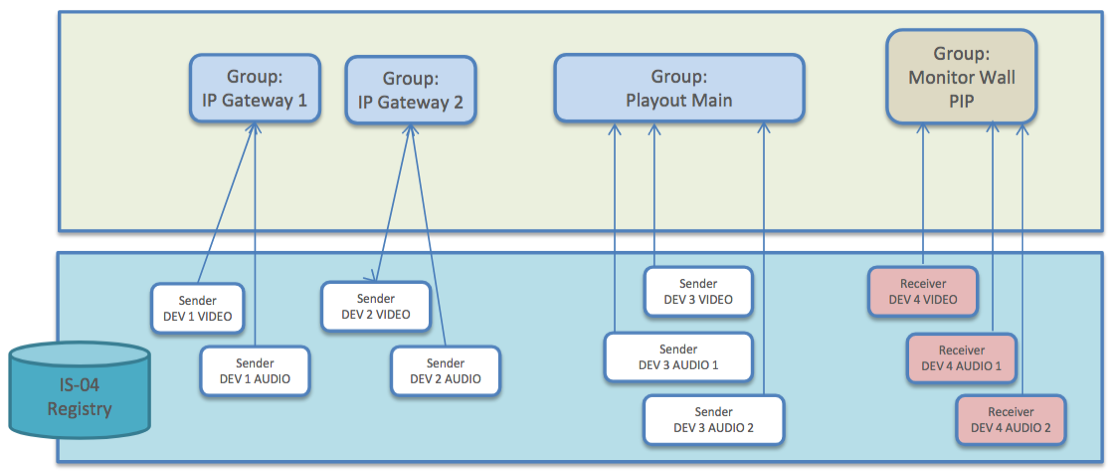 Group:
IP Gateway 1
Group:
IP Gateway 2
Group:
Playout Main
Group:
Monitor Wall
PIP
Sender
DEV 1 VIDEO
Sender
DEV 1 AUDIO
Sender
DEV 2 VIDEO
Sender
DEV 2 AUDIO
Sender
DEV 3 VIDEO
Sender
DEV 3 AUDIO 1
Sender
DEV 3 AUDIO 2
Receiver
DEV 4 VIDEO
Receiver
DEV 4 AUDIO 1
Receiver
DEV 4 AUDIO 2
IS-04
Registry